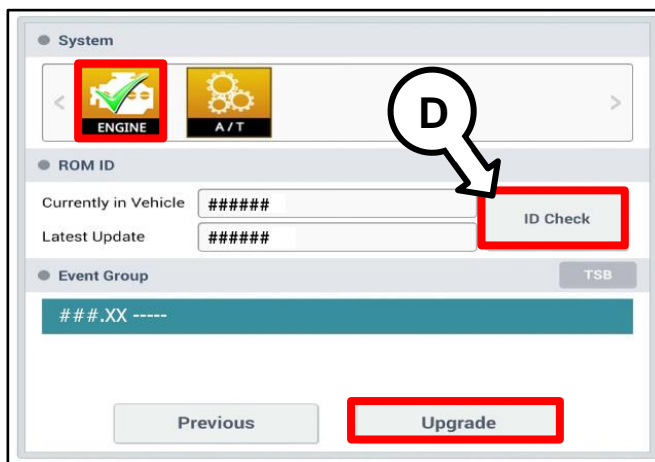 System
<
ENGINE
A/T
D
>
ROM ID
Currently in Vehicle ######
ID Check
Latest Update ######
Event Group
TSB
###.XX -----
Previous
Upgrade